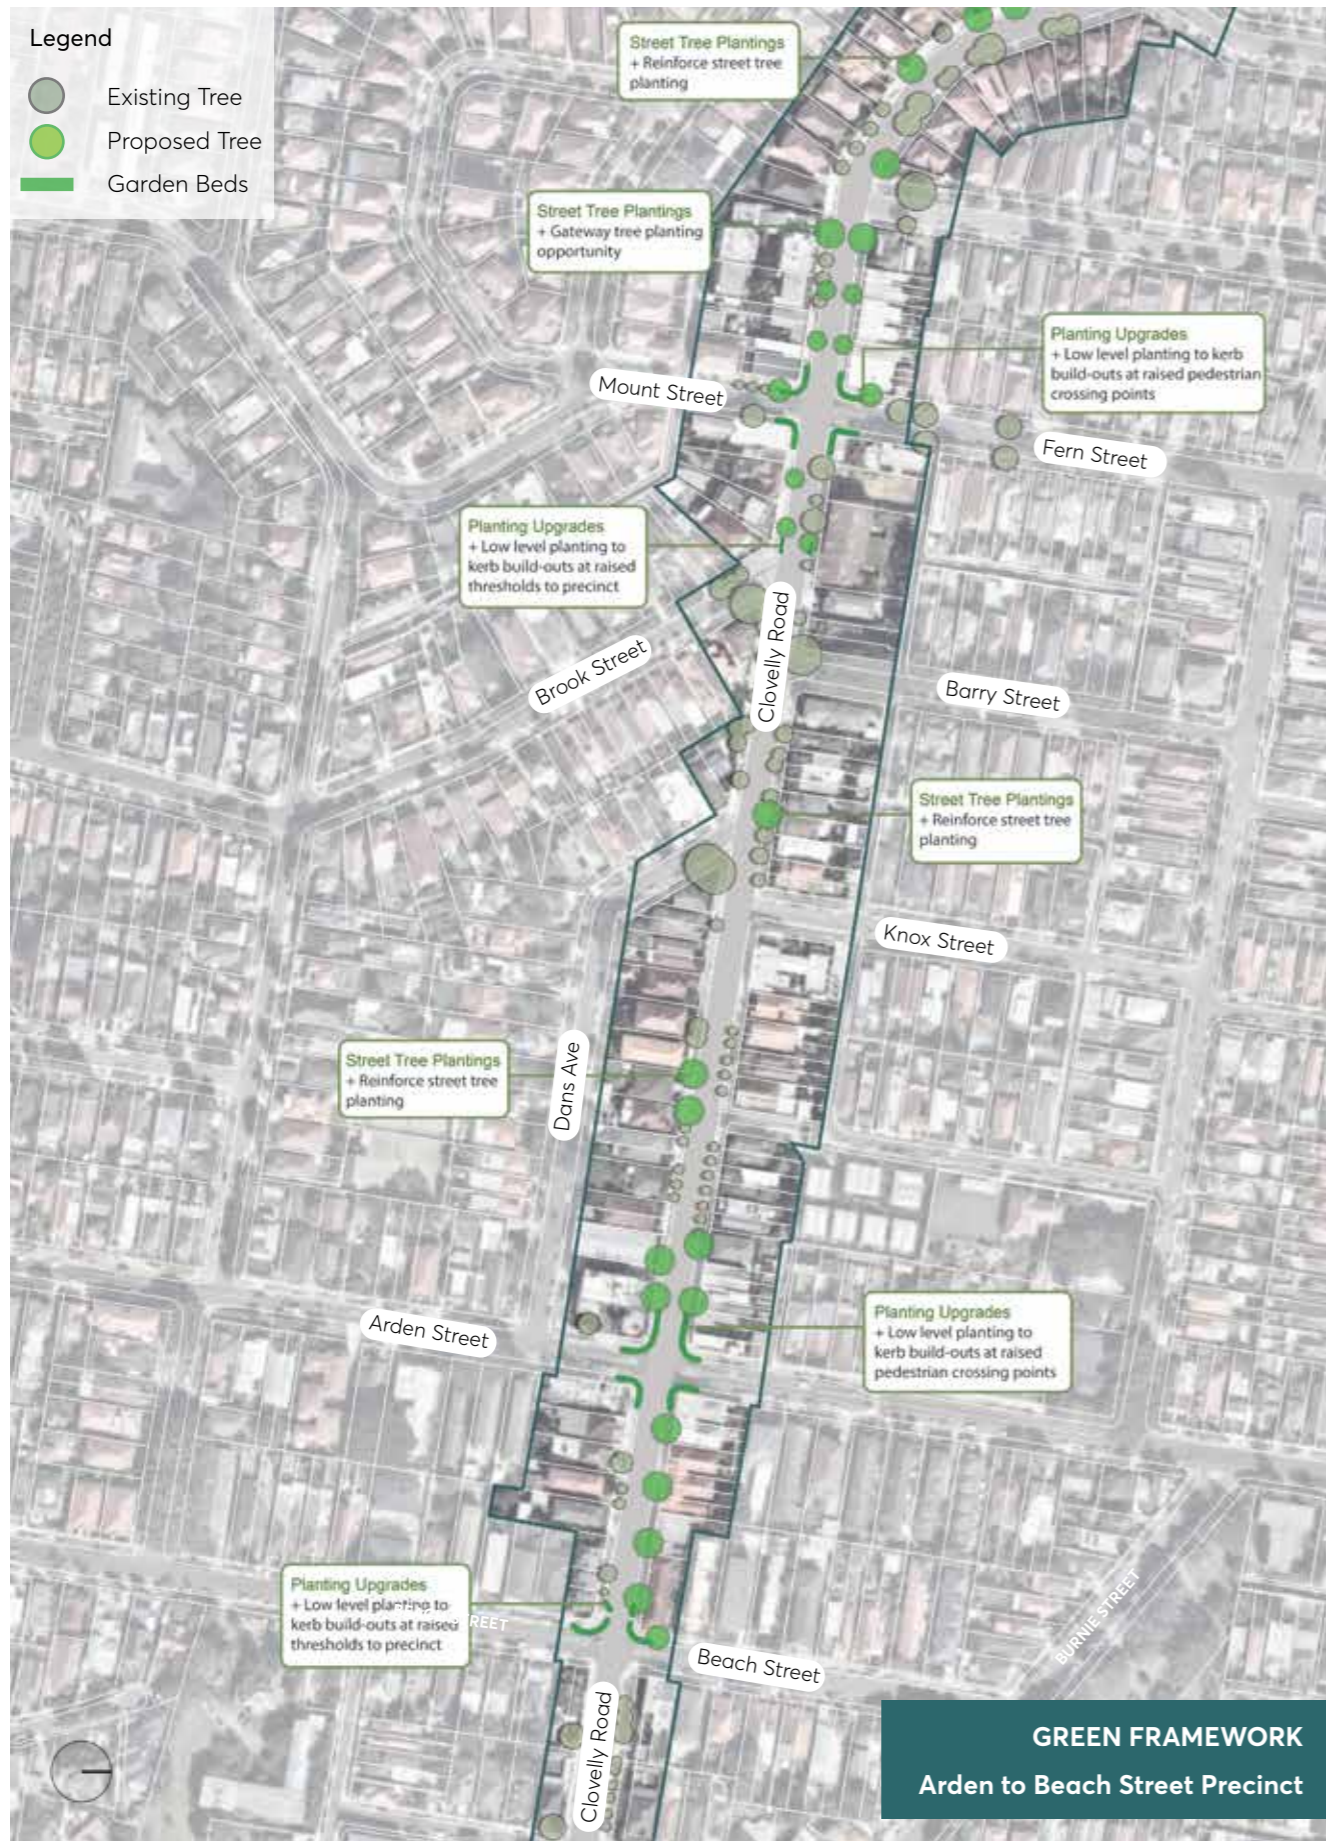 Legend
Existing Tree
Proposed Tree
Garden Beds
Street Tree Plantings
+ Reinforce street tree
planting
Street Tree Plantings
+ Gateway tree planting
opportunity
Planting Upgrades
+ Low level planting to kerb
build-outs at raised pedestrian
crossing points
Mount Street
Fern Street
Planting Upgrades
+ Low level planting to
kerb build-outs at raised
thresholds to precinct
Clovelly Road
Brook Street
Barry Street
Street Tree Plantings
+ Reinforce street tree
planting
Knox Street
Street Tree Plantings
+ Reinforce street tree
planting
Dans Ave
Arden Street
Planting Upgrades
+ Low level planting to
kerb build-outs at raised
pedestrian crossing points
Planting Upgrades
+ Low level planting to
kerb build-outs at raised
thresholds to precinct
BURNIE STREET
Beach Street
Clovelly Road
GREEN FRAMEWORK
Arden to Beach Street Precinct